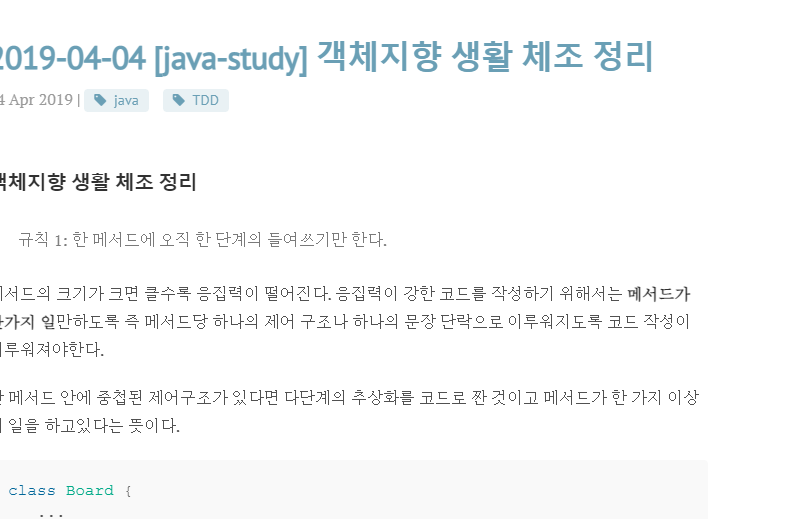 2019-04-04 [java-study] 객체지향 생활 체조 정리
4 Apr 2019 | java TDD
객체지향 생활 체조 정리
규칙 1: 한 메서드에 오직 한 단계의 들여쓰기만 한다.
메서드의 크기가 크면 클수록 응집력이 떨어진다. 응집력이 강한 코드를 작성하기 위해서는 메서드가
한가지 일만하도록 즉 메서드당 하나의 제어 구조나 하나의 문장 단락으로 이루워지도록 코드 작성이
이루워져야한다.
한 메서드 안에 중첩된 제어구조가 있다면 다단계의 추상화를 코드로 짠 것이고 메서드가 한 가지 이상
의 일을 하고있다는 뜻이다.
class Board {
...